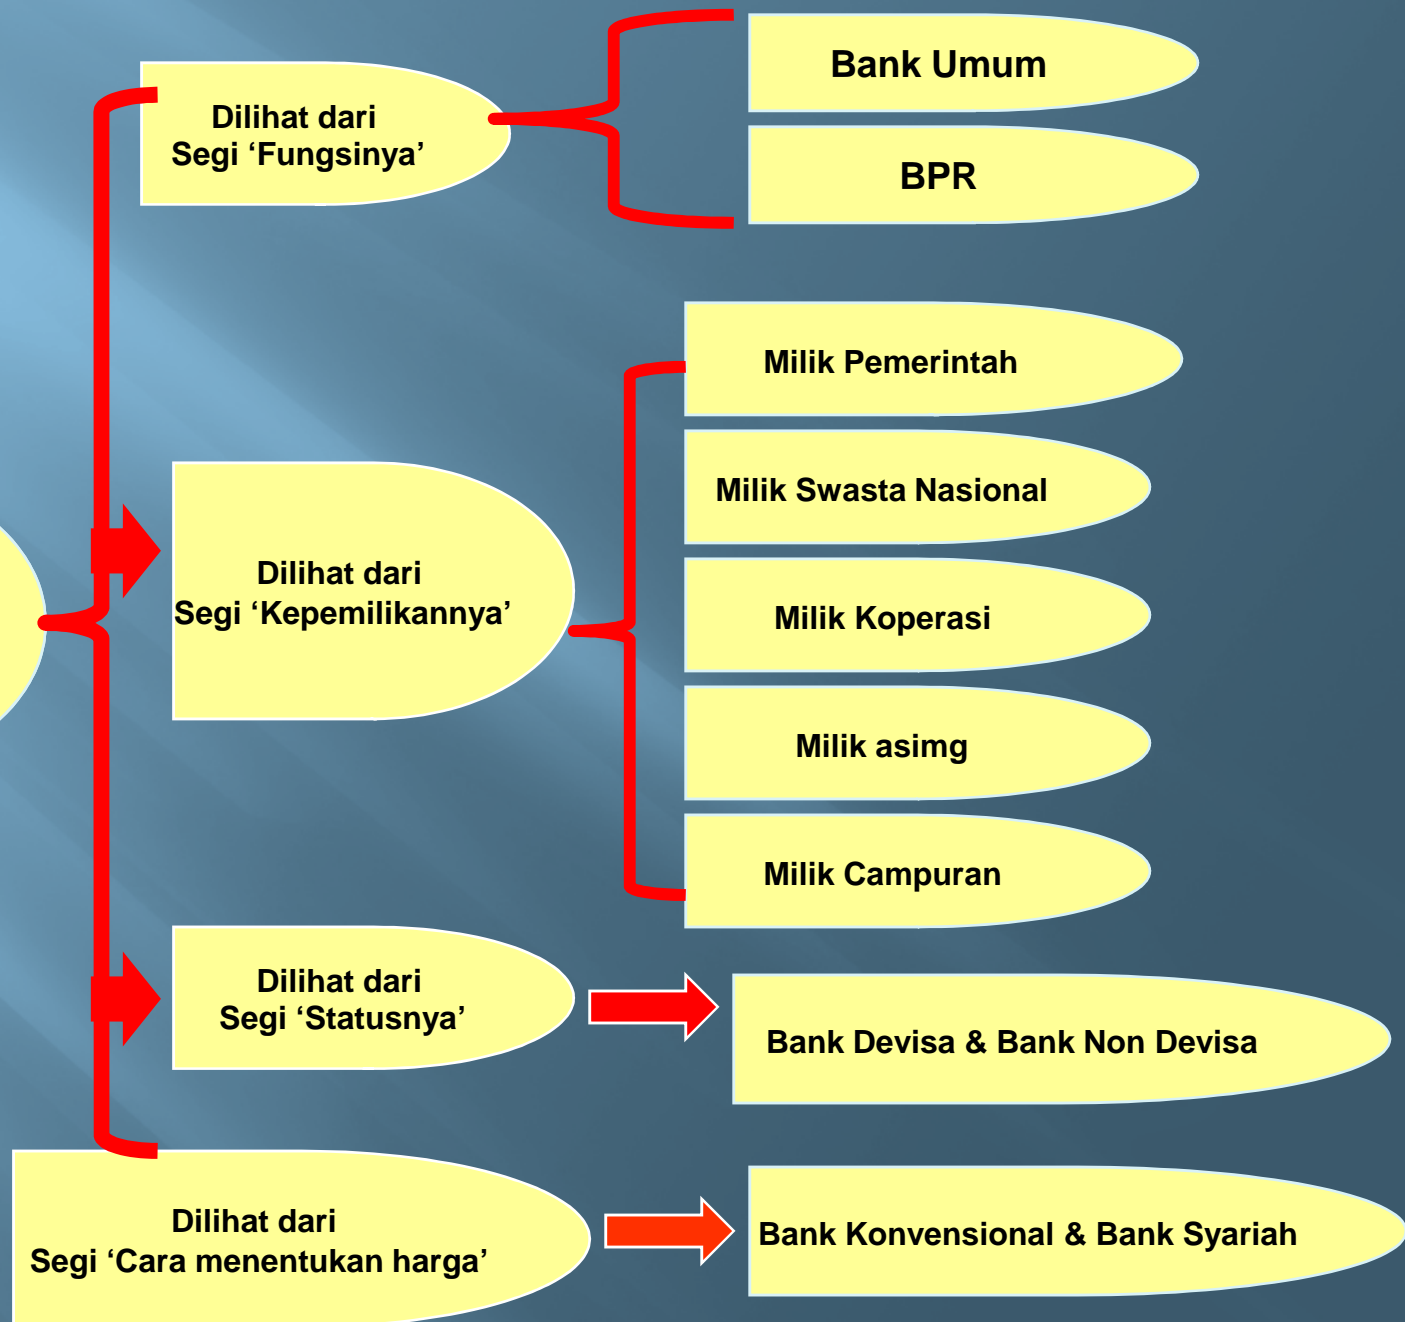 Dilihat dari
Segi ‘Fungsinya’
Bank Umum
BPR
Dilihat dari
Segi ‘Kepemilikannya’
Milik Pemerintah
Milik Swasta Nasional
Milik Koperasi
Milik asimg
Milik Campuran
Dilihat dari
Segi ‘Statusnya’
Bank Devisa & Bank Non Devisa
Dilihat dari
Segi ‘Cara menentukan harga’
Bank Konvensional & Bank Syariah